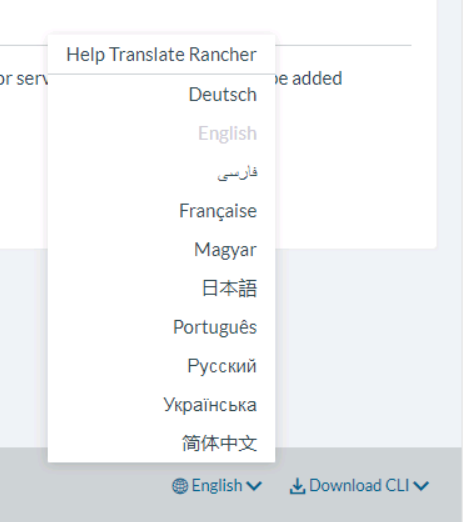 Help Translate Rancher
or serv
be added
Deutsch
English
فارسی
Française
Magyar
日本語
Português
Русский
Українська
简体中文
English
Download CLI